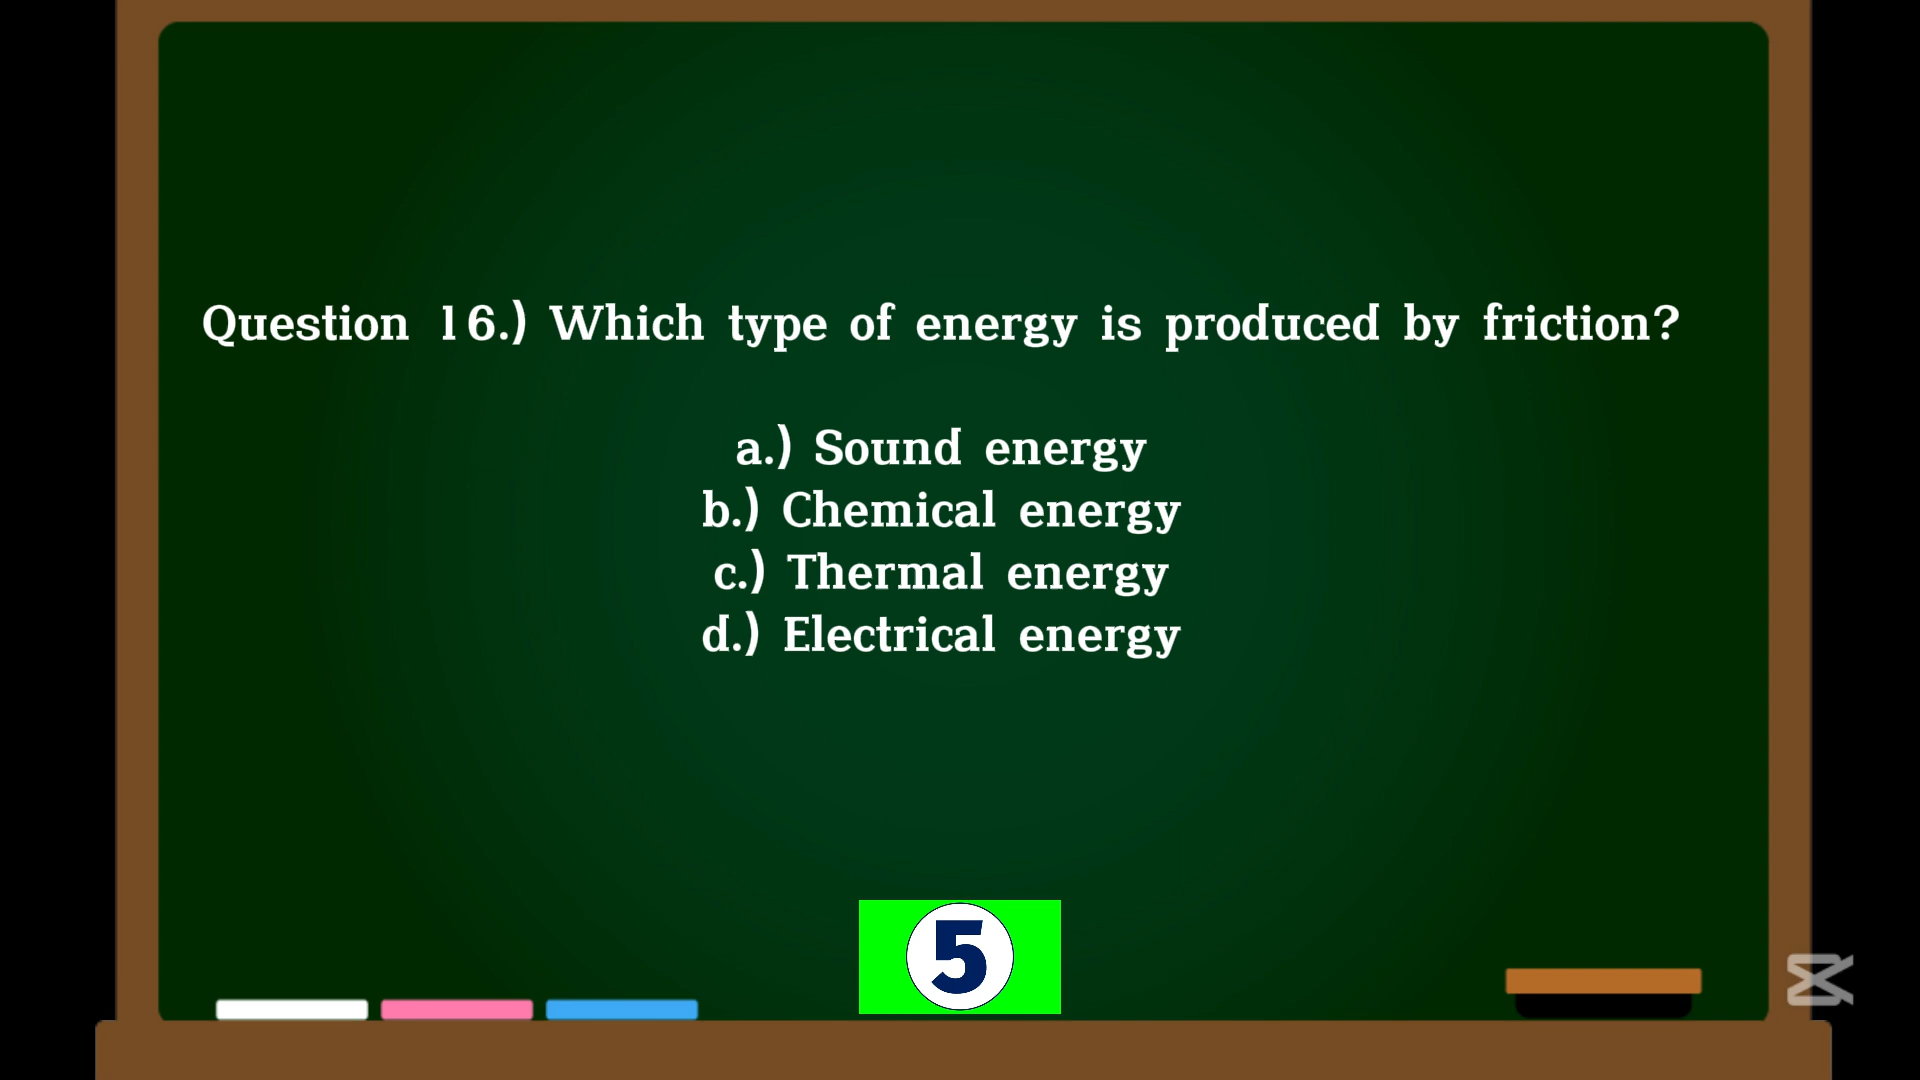 Question 16.) Which type of energy is produced by friction?
a.) Sound energy
b.) Chemical energy
c.) Thermal energy
d.) Electrical energy
5